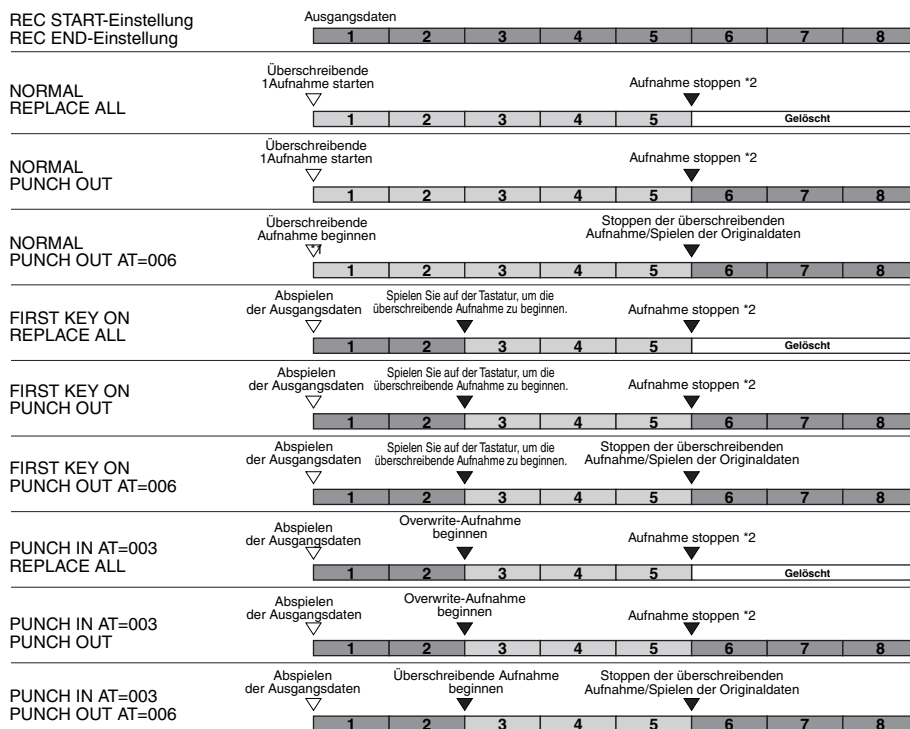 REC START-Einstellung
REC END-Einstellung
Ausgangsdaten
1 2 3 4 5 6 7 8
NORMAL
REPLACE ALL
Überschreibende
1Aufnahme starten
Aufnahme stoppen *2
1 2 3 4 5 Gelöscht
NORMAL
PUNCH OUT
Überschreibende
1Aufnahme starten
Aufnahme stoppen *2
1 2 3 4 5 6 7 8
NORMAL
PUNCH OUT AT=006
Überschreibende
Aufnahme beginnen
*1
Stoppen der überschreibenden
Aufnahme/Spielen der Originaldaten
1 2 3 4 5 6 7 8
FIRST KEY ON
REPLACE ALL
Abspielen
der Ausgangsdaten
Spielen Sie auf der Tastatur, um die
überschreibende Aufnahme zu beginnen.
Aufnahme stoppen *2
1 2 3 4 5 Gelöscht
FIRST KEY ON
PUNCH OUT
Abspielen
der Ausgangsdaten
Spielen Sie auf der Tastatur, um die
überschreibende Aufnahme zu beginnen.
Aufnahme stoppen *2
1 2 3 4 5 6 7 8
FIRST KEY ON
PUNCH OUT AT=006
Abspielen
der Ausgangsdaten
Spielen Sie auf der Tastatur, um die
überschreibende Aufnahme zu beginnen.
Stoppen der überschreibenden
Aufnahme/Spielen der Originaldaten
1 2 3 4 5 6 7 8
PUNCH IN AT=003
REPLACE ALL
Abspielen
der Ausgangsdaten
Overwrite-Aufnahme
beginnen
Aufnahme stoppen *2
1 2 3 4 5 Gelöscht
PUNCH IN AT=003
PUNCH OUT
Abspielen
der Ausgangsdaten
Overwrite-Aufnahme
beginnen
Aufnahme stoppen *2
1 2 3 4 5 6 7 8
PUNCH IN AT=003
PUNCH OUT AT=006
Abspielen
der Ausgangsdaten
Überschreibende Aufnahme
beginnen
Stoppen der überschreibenden
Aufnahme/Spielen der Originaldaten
1 2 3 4 5 6 7 8